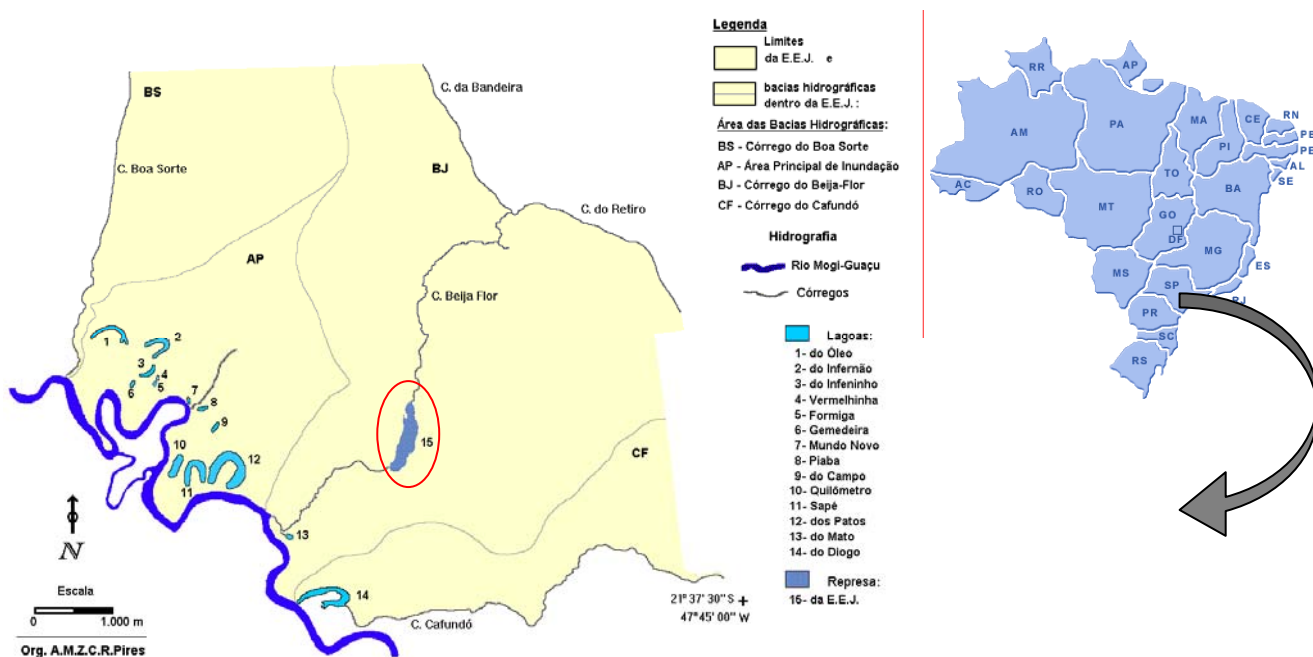 BS
C. da Bandeira
C. Boa Sorte
BJ
C. do Retiro
AP
C. Beija Flor
1
2
3
4
5
6
7
8
9
10
11
12
15
CF
13
14
C. Cafundó
N
Escala
0 1.000 m
Org. A.M.Z.C.R.Pires
21º 37' 30" S
47º 45' 00" W
Legenda
Limites
da E.E.J. e
bacias hidrográficas
dentro da E.E.J. :
Área das Bacias Hidrográficas:
BS - Córrego do Boa Sorte
AP - Área Principal de Inundação
BJ - Córrego do Beija-Flor
CF - Córrego do Cafundó
Hidrografia
Rio Mogi-Guaçu
Córregos
Lagoas:
1- do Óleo
2- do Infernão
3- do Infeninho
4- Vermelhinha
5- Formiga
6- Gemedeira
7- Mundo Novo
8- Piaba
9- do Campo
10- Quilômetro
11- Sapé
12- dos Patos
13- do Mato
14- do Diogo
Represa:
15- da E.E.J.
RR
AP
AM
PA
MA
CE
RN
PI
AL
SE
AC
RO
TO
BA
MT
GO
DF
MG
MS
ES
SP
RJ
PR
SC
RS